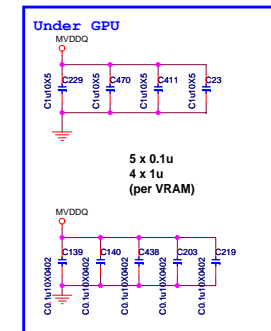 Under GPU
MVDDQ
C1u10X5 C229 C1u10X5 C470 C1u10X5 C411 C1u10X5 C23
5 x 0.1u
4 x 1u
(per VRAM)
MVDDQ
C0.1u10X0402 C139 C0.1u10X0402 C140 C0.1u10X0402 C438 C0.1u10X0402 C203 C0.1u10X0402 C219